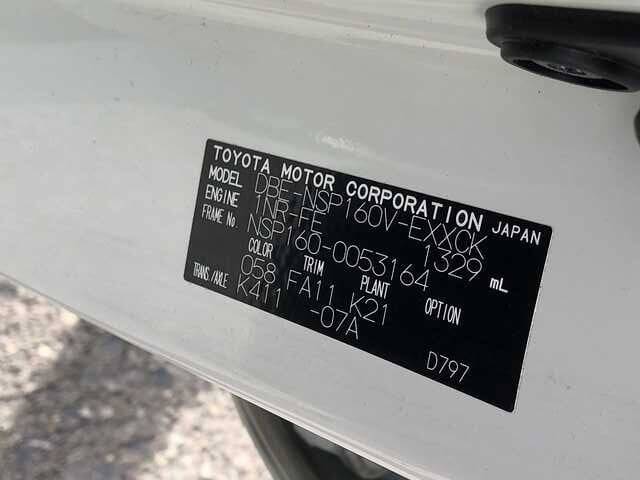 TOYOTA MOTOR CORPORATION JAPAN
MODEL DBE-NSP160V-EXXCK
ENGINE 1NR-FE 1329 mL
FRAME No. NSP160-0053164
COLOR TRIM PLANT OPTION
058 FA11 K21
TRANS/AXLE K411 -07A
D797